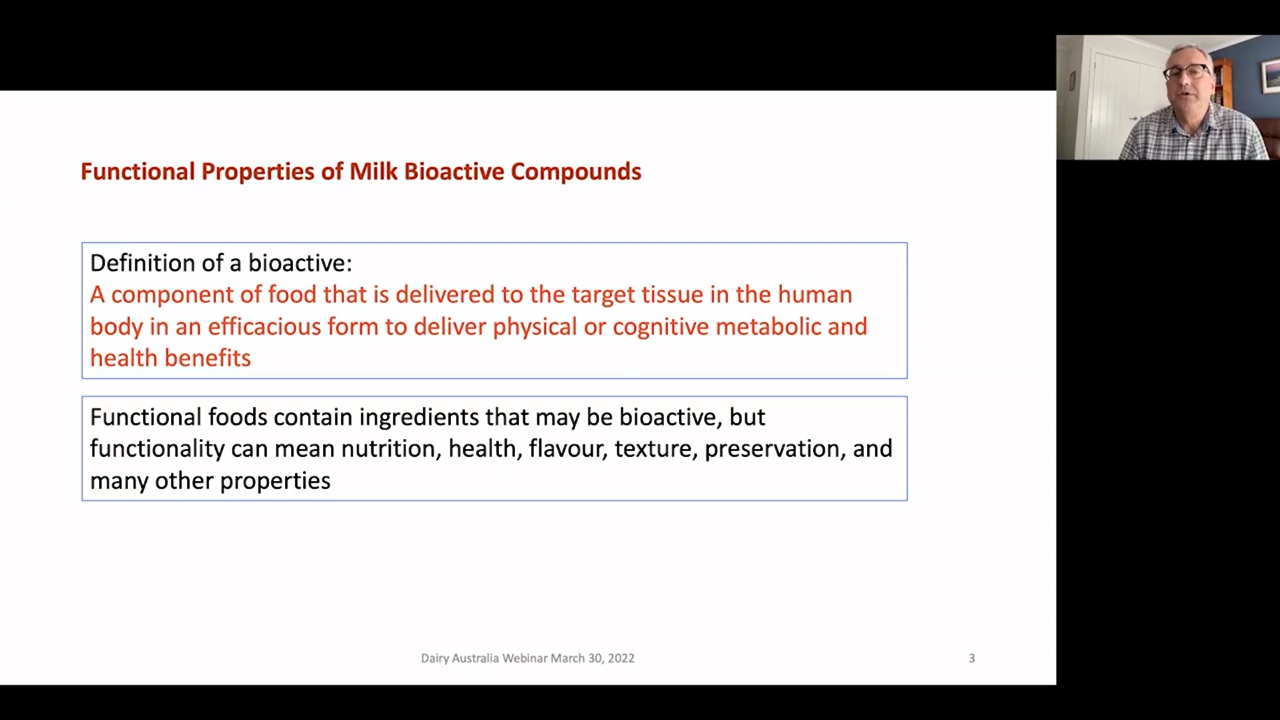 Functional Properties of Milk Bioactive Compounds
Definition of a bioactive:
A component of food that is delivered to the target tissue in the human
body in an efficacious form to deliver physical or cognitive metabolic and
health benefits
Functional foods contain ingredients that may be bioactive, but
functionality can mean nutrition, health, flavour, texture, preservation, and
many other properties
Dairy Australia Webinar March 30, 2022
3